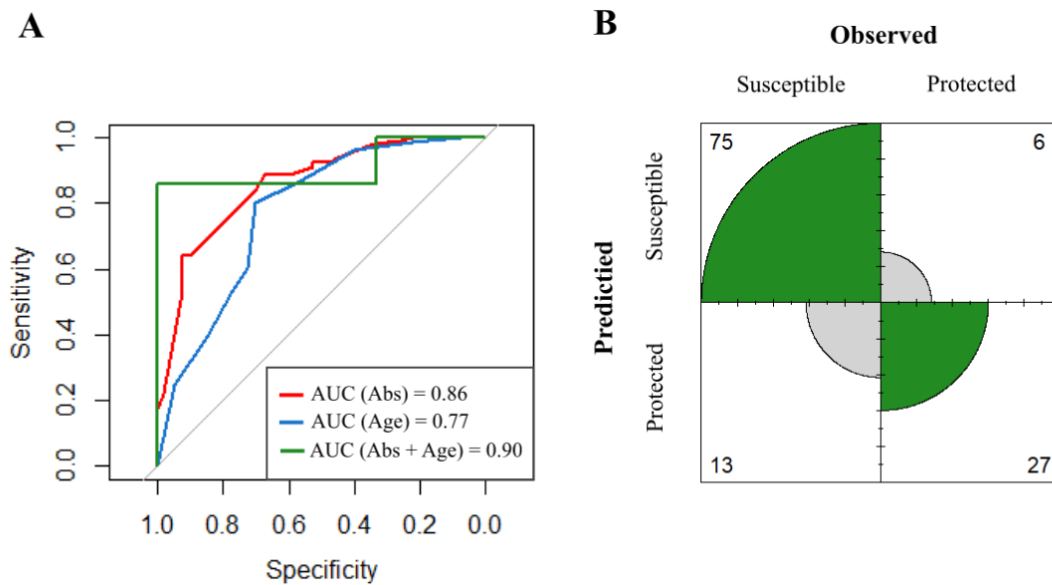 A
Sensitivity
1.0
0.8
0.6
0.4
0.2
0.0
AUC (Abs) = 0.86
AUC (Age) = 0.77
AUC (Abs + Age) = 0.90
1.0 0.8 0.6 0.4 0.2 0.0
Specificity
B
Observed
Susceptible Protected
Predictied
Susceptible
Protected
75 6
13 27